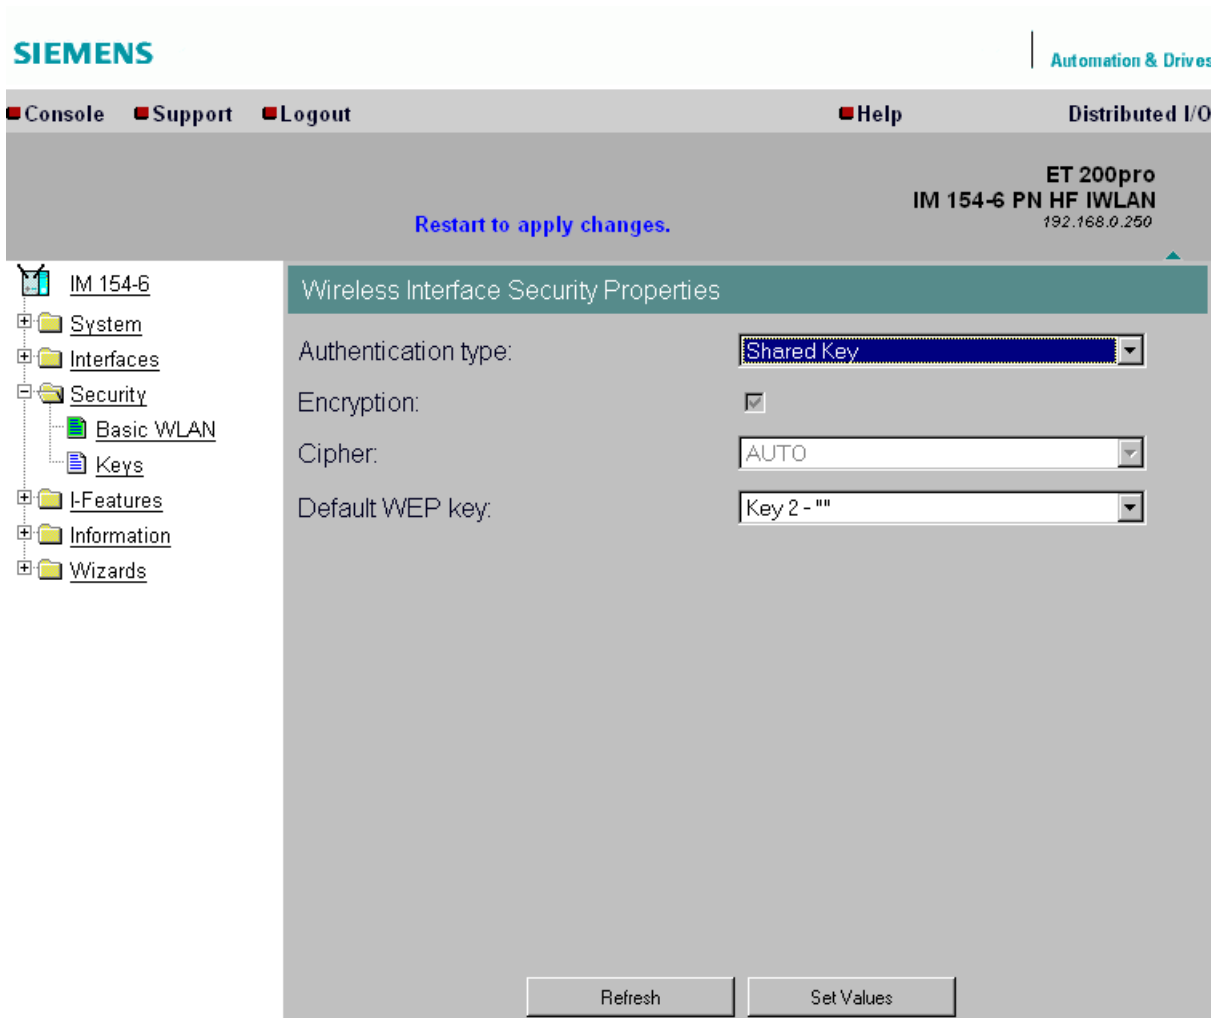 SIEMENS
Automation & Drives
Console Support Logout Help Distributed I/O
ET 200pro
IM 154-6 PN HF IWLAN
192.168.0.250
Restart to apply changes.
IM 154-6
System
Interfaces
Security
Basic WLAN
Keys
I-Features
Information
Wizards
Wireless Interface Security Properties
Authentication type: Shared Key
Encryption:
Cipher: AUTO
Default WEP key: Key 2 - ""
Refresh Set Values